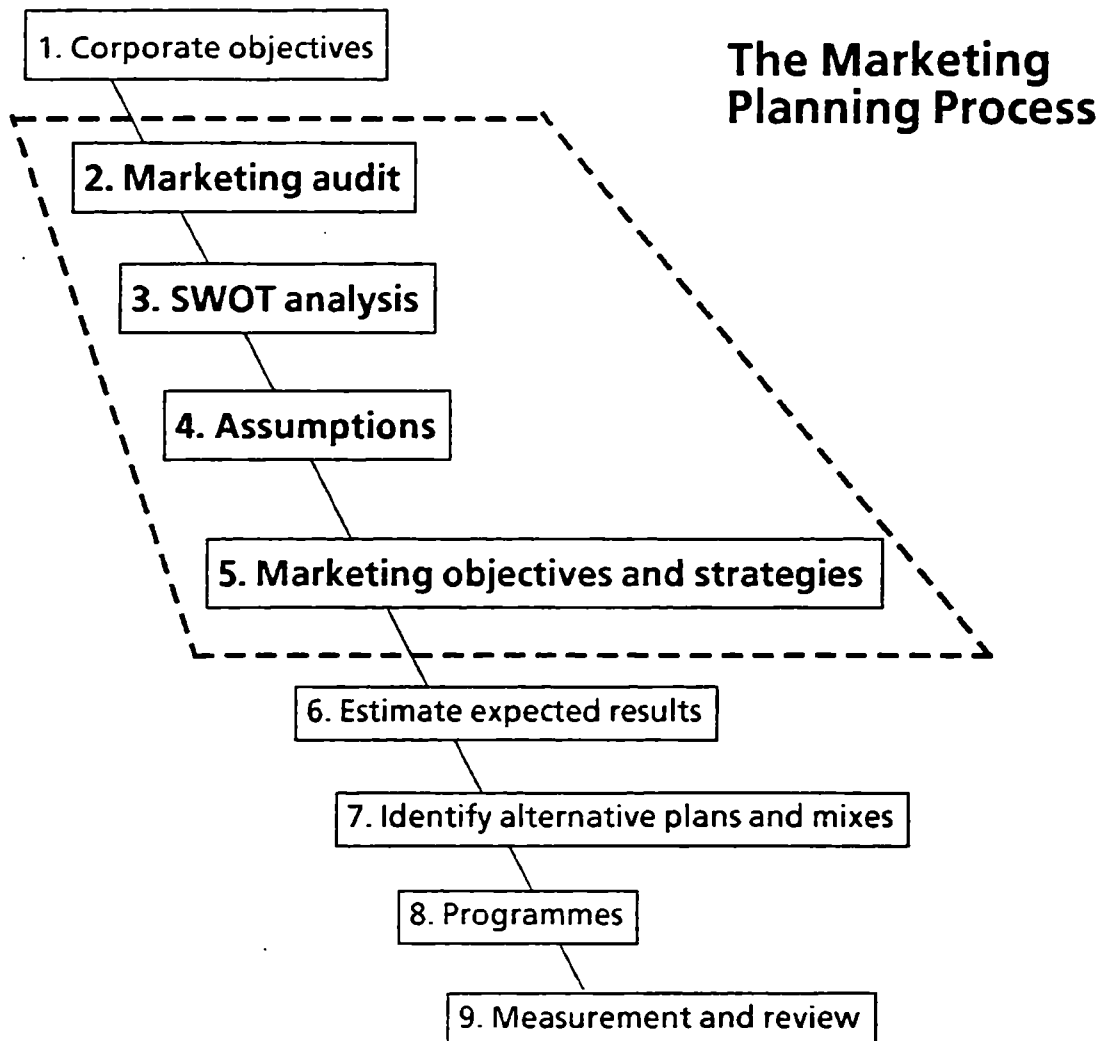 1. Corporate objectives
The Marketing
Planning Process
2. Marketing audit
3. SWOT analysis
4. Assumptions
5. Marketing objectives and strategies
6. Estimate expected results
7. Identify alternative plans and mixes
8. Programmes
9. Measurement and review